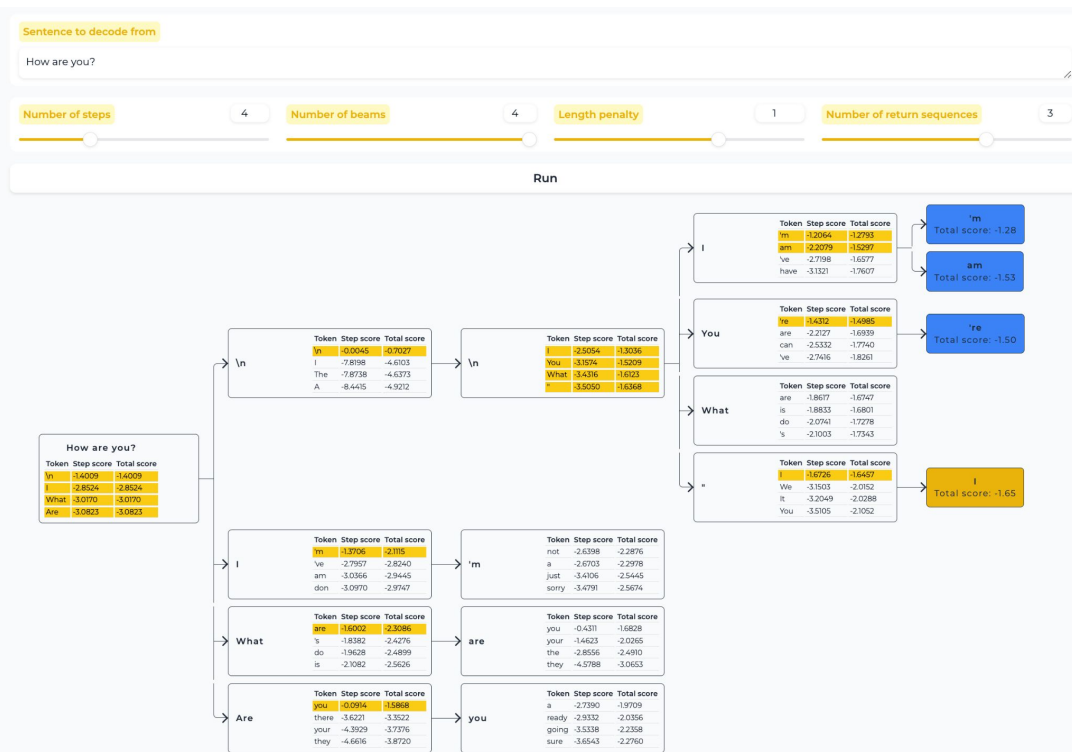 Sentence to decode from
How are you?
Number of steps 4 Number of beams 4 Length penalty 1 Number of return sequences 3
Run
How are you?
Token Step score Total score
\n -1.4009 -1.4009
I -2.8524 -2.8524
What -3.0170 -3.0170
Are -3.0823 -3.0823
\n
Token Step score Total score
\n -0.0045 -0.7027
I -7.8198 -4.6103
The -7.8738 -4.6373
A -8.4415 -4.9212
I
Token Step score Total score
'm -1.3706 -2.1115
've -2.7957 -2.8240
am -3.0366 -2.9445
don -3.0970 -2.9747
What
Token Step score Total score
are -1.6002 -2.3086
's -1.8382 -2.4276
do -1.9628 -2.4899
is -2.1082 -2.5626
Are
Token Step score Total score
you -0.0914 -1.5868
there -3.6221 -3.3522
your -4.3929 -3.7376
they -4.6616 -3.8720
\n
Token Step score Total score
I -2.5054 -1.3036
You -3.1574 -1.5209
What -3.4316 -1.6123
" -3.5050 -1.6368
'm
Token Step score Total score
not -2.6398 -2.2876
a -2.6703 -2.2978
just -3.4106 -2.5445
sorry -3.4791 -2.5674
are
Token Step score Total score
you -0.4311 -1.6828
your -1.4623 -2.0265
the -2.8556 -2.4910
they -4.5788 -3.0653
you
Token Step score Total score
a -2.7390 -1.9709
ready -2.9332 -2.0356
going -3.5338 -2.2358
sure -3.6543 -2.2760
I
Token Step score Total score
'm -1.2064 -1.2793
am -2.2079 -1.5297
've -2.7198 -1.6577
have -3.1321 -1.7607
You
Token Step score Total score
're -1.4312 -1.4985
are -2.2127 -1.6939
can -2.5332 -1.7740
've -2.7416 -1.8261
What
Token Step score Total score
are -1.8617 -1.6747
is -1.8833 -1.6801
do -2.0741 -1.7278
's -2.1003 -1.7343
"
Token Step score Total score
I -1.6726 -1.6457
We -3.1503 -2.0152
It -3.2049 -2.0288
You -3.5105 -2.1052
'm
Total score: -1.28
am
Total score: -1.53
're
Total score: -1.50
I
Total score: -1.65